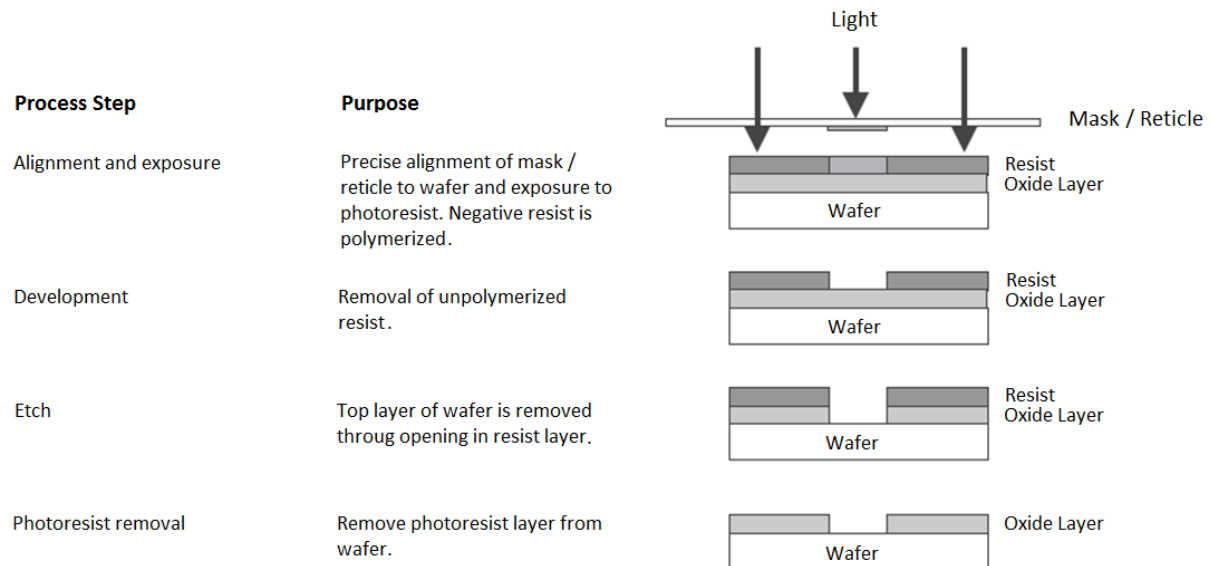 Light
Process Step
Purpose
Mask / Reticle
Alignment and exposure
Precise alignment of mask /
reticle to wafer and exposure to
photoresist. Negative resist is
polymerized.
Resist
Oxide Layer
Wafer
Development
Removal of unpolymerized
resist.
Resist
Oxide Layer
Wafer
Etch
Top layer of wafer is removed
throug opening in resist layer.
Resist
Oxide Layer
Wafer
Photoresist removal
Remove photoresist layer from
wafer.
Oxide Layer
Wafer